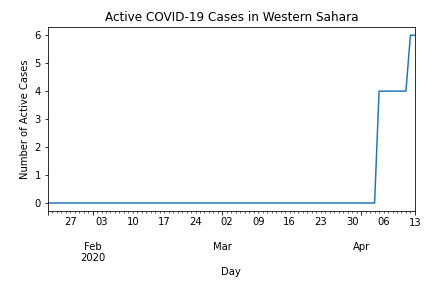 Active COVID-19 Cases in Western Sahara
Number of Active Cases
6
5
4
3
2
1
0
27 03 10 17 24 02 09 16 23 30 06 13
Feb Mar Apr
2020
Day